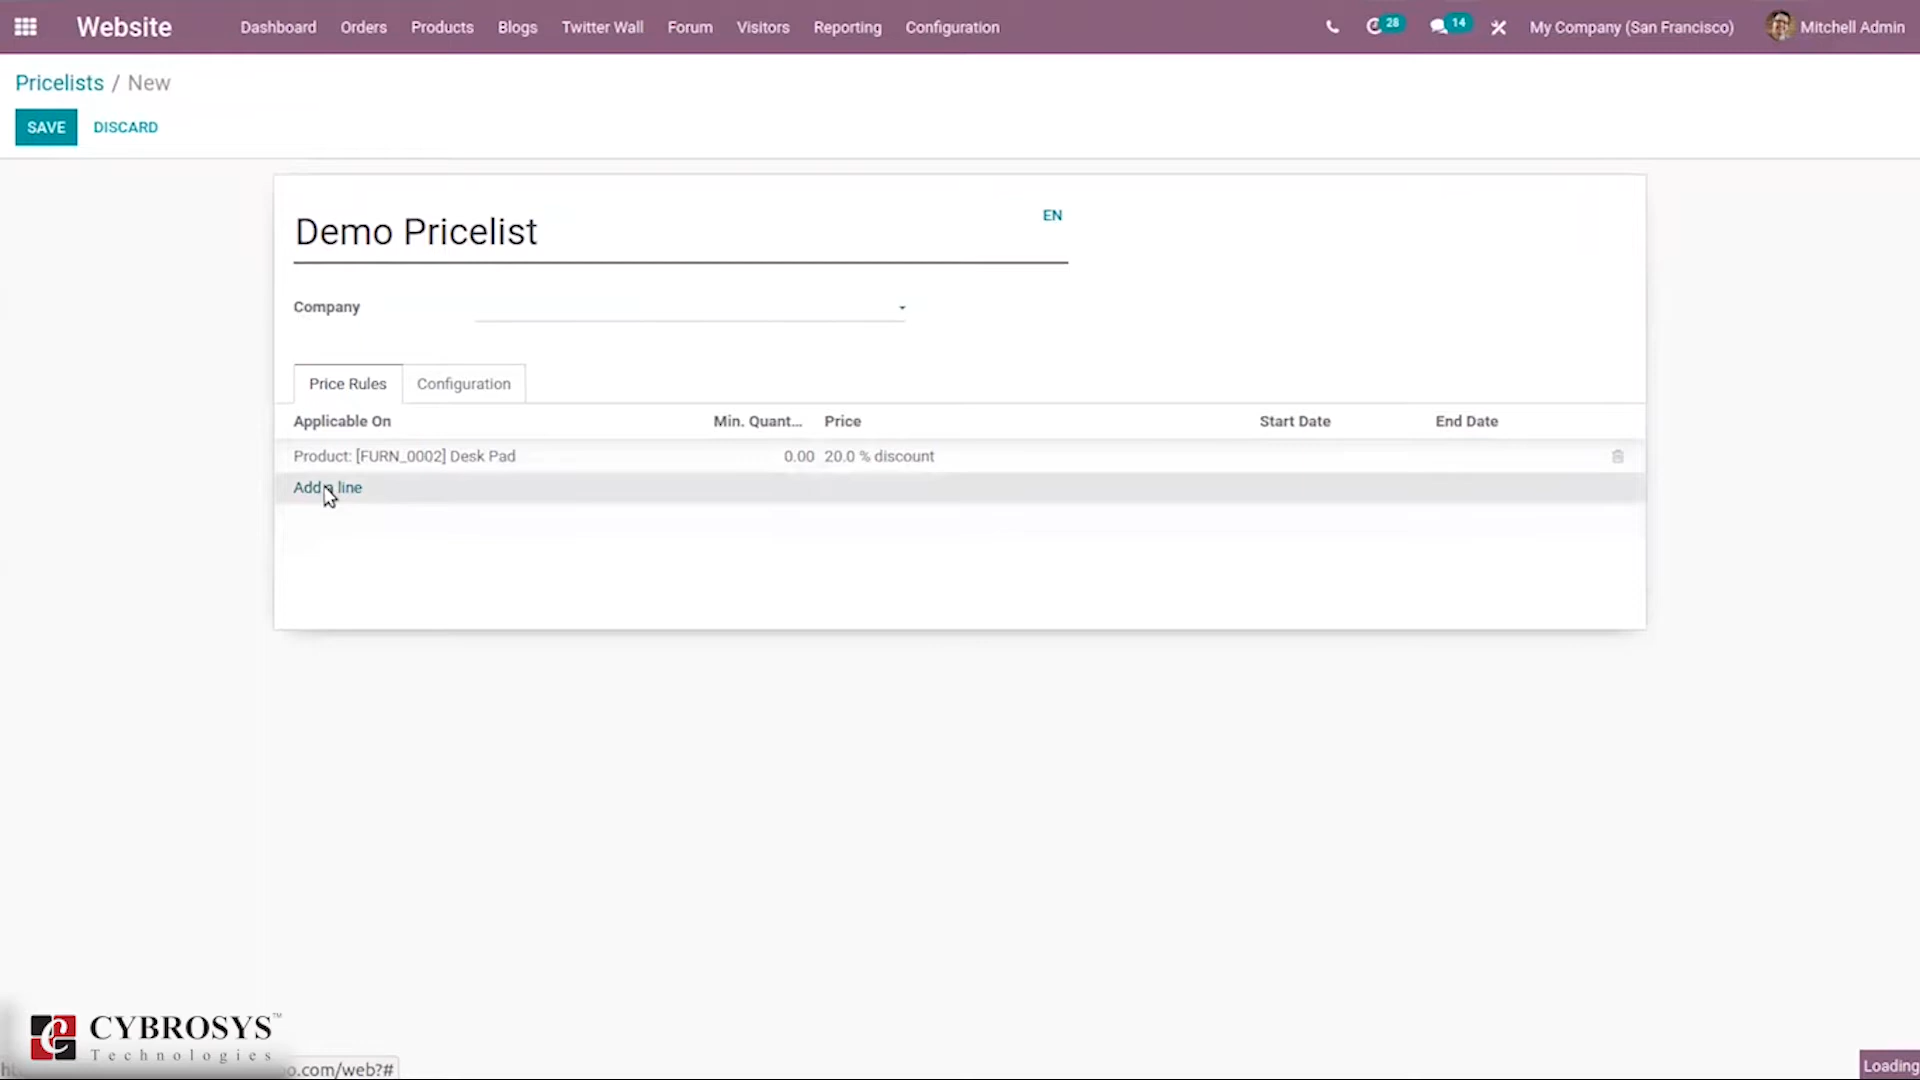 Website Dashboard Orders Products Blogs Twitter Wall Forum Visitors Reporting Configuration 28 14 My Company (San Francisco) Mitchell Admin
Pricelists / New
SAVE DISCARD
EN
Demo Pricelist
Company
Price Rules Configuration
Applicable On Min. Quant... Price Start Date End Date
Product: [FURN_0002] Desk Pad 0.00 20.0 % discount
Add a line
CYBROSYS™
Technologies
o.com/web?#
Loading